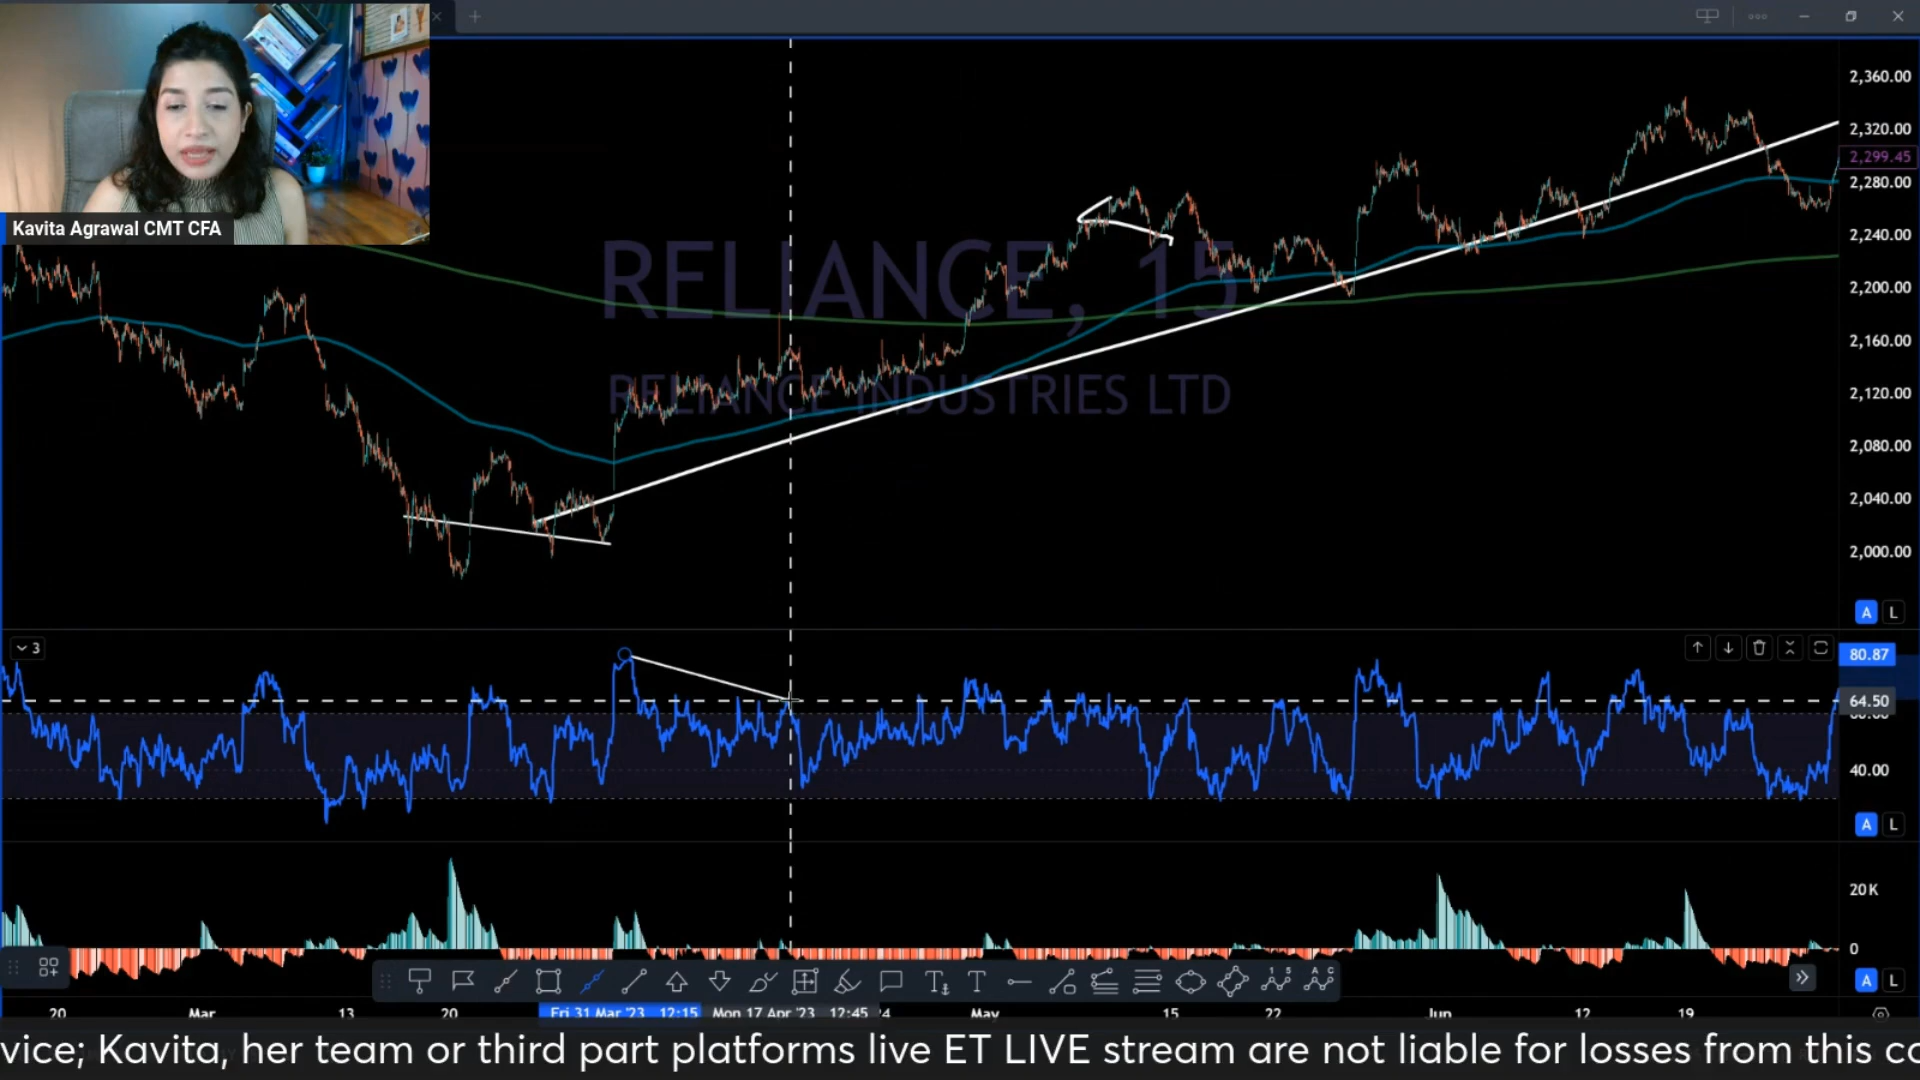 2,360.00
2,320.00
2,299.45
2,280.00
2,240.00
2,200.00
2,160.00
2,120.00
2,080.00
2,040.00
2,000.00
Kavita Agrawal CMT CFA
RELIANCE, 15
RELIANCE INDUSTRIES LTD
A L
3
80.87
64.50
40.00
A L
20K
0
A L
20 Mar 13 20 Fri 31 Mar '23 12:15 Mon 17 Apr '23 12:45 May 15 22 Jun 12 19
vice; Kavita, her team or third part platforms live ET LIVE stream are not liable for losses from this co